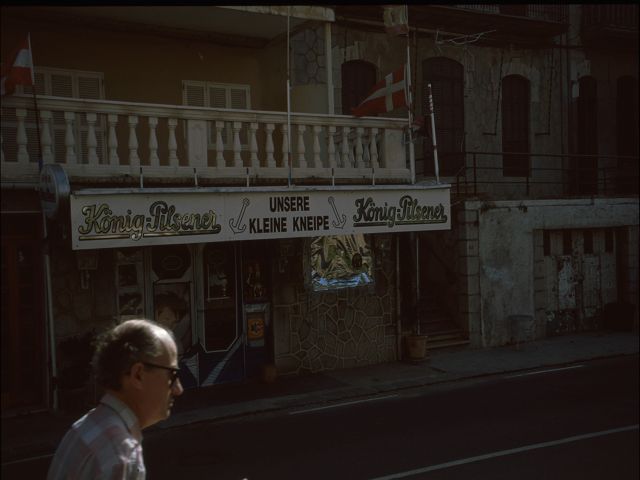 König-Pilsener
UNSERE
KLEINE KNEIPE
König-Pilsener